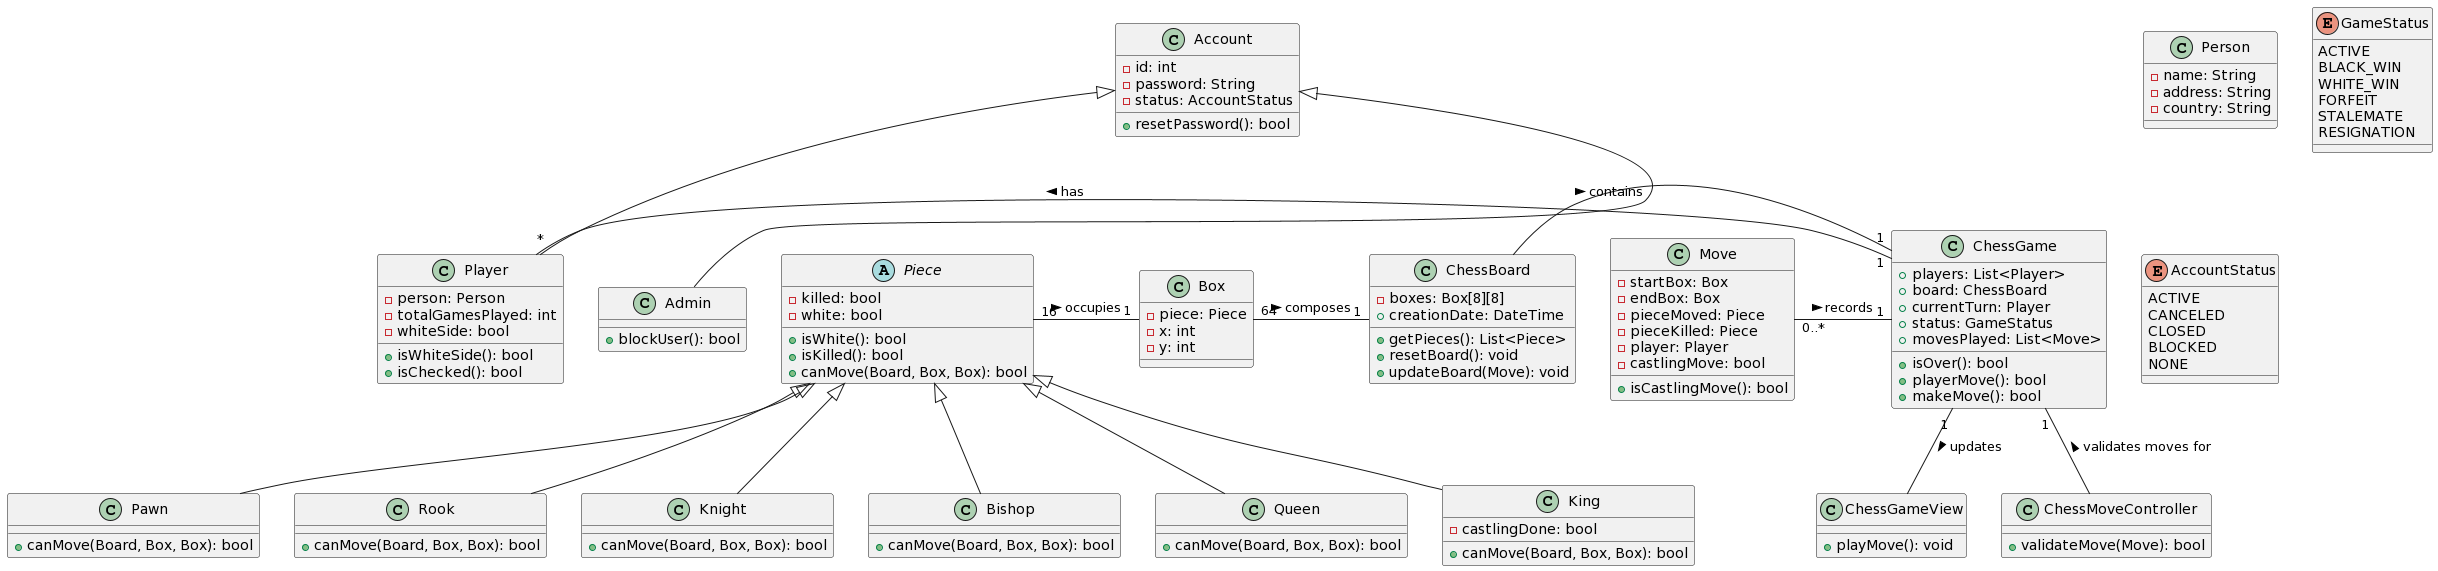 C Account
id: int
password: String
status: AccountStatus
resetPassword(): bool
C Person
name: String
address: String
country: String
E GameStatus
ACTIVE
BLACK_WIN
WHITE_WIN
FORFEIT
STALEMATE
RESIGNATION
has
contains
*
1
1
C Player
person: Person
totalGamesPlayed: int
whiteSide: bool
isWhiteSide(): bool
isChecked(): bool
C Admin
blockUser(): bool
A Piece
killed: bool
white: bool
isWhite(): bool
isKilled(): bool
canMove(Board, Box, Box): bool
16 occupies 1
C Box
piece: Piece
x: int
y: int
64 composes 1
C ChessBoard
boxes: Box[8][8]
creationDate: DateTime
getPieces(): List<Piece>
resetBoard(): void
updateBoard(Move): void
C Move
startBox: Box
endBox: Box
pieceMoved: Piece
pieceKilled: Piece
player: Player
castlingMove: bool
isCastlingMove(): bool
records 1
0..*
C ChessGame
players: List<Player>
board: ChessBoard
currentTurn: Player
status: GameStatus
movesPlayed: List<Move>
isOver(): bool
playerMove(): bool
makeMove(): bool
E AccountStatus
ACTIVE
CANCELED
CLOSED
BLOCKED
NONE
1
updates
1
validates moves for
C Pawn
canMove(Board, Box, Box): bool
C Rook
canMove(Board, Box, Box): bool
C Knight
canMove(Board, Box, Box): bool
C Bishop
canMove(Board, Box, Box): bool
C Queen
canMove(Board, Box, Box): bool
C King
castlingDone: bool
canMove(Board, Box, Box): bool
C ChessGameView
playMove(): void
C ChessMoveController
validateMove(Move): bool